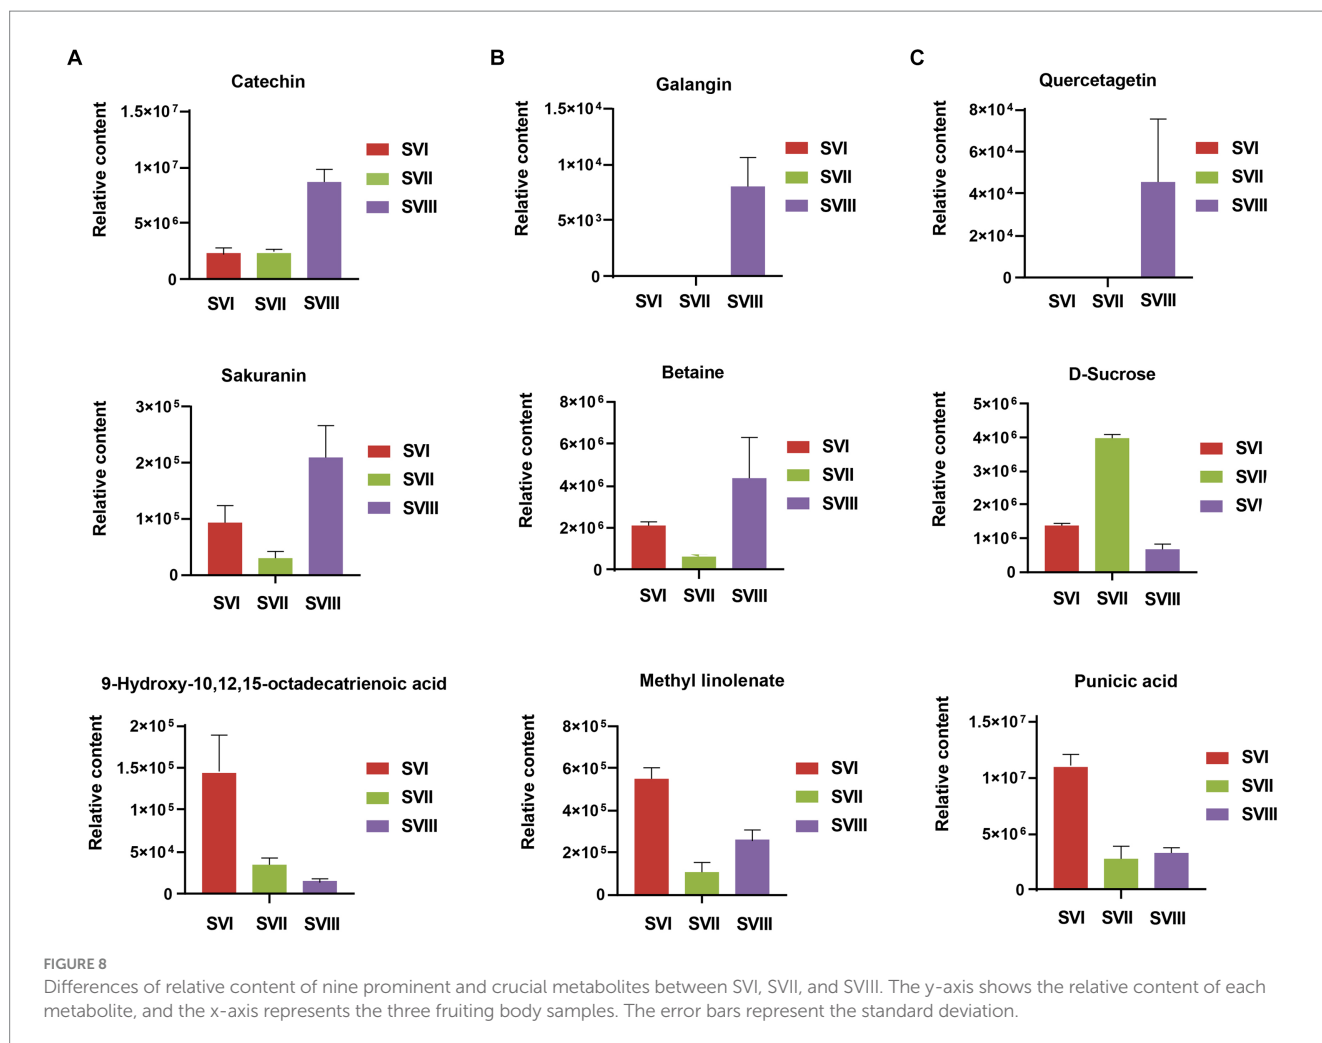 A
Catechin
Relative content
1.5×10⁷
1×10⁷
5×10⁶
0
SVI SVII SVIII
SVI
SVII
SVIII
B
Galangin
Relative content
1.5×10⁴
1×10⁴
5×10³
0
SVI SVII SVIII
SVI
SVII
SVIII
C
Quercetagetin
Relative content
8×10⁴
6×10⁴
4×10⁴
2×10⁴
0
SVI SVII SVIII
SVI
SVII
SVIII
Sakuranin
Relative content
3×10⁵
2×10⁵
1×10⁵
0
SVI SVII SVIII
SVI
SVII
SVIII
Betaine
Relative content
8×10⁶
6×10⁶
4×10⁶
2×10⁶
0
SVI SVII SVIII
SVI
SVII
SVIII
D-Sucrose
Relative content
5×10⁶
4×10⁶
3×10⁶
2×10⁶
1×10⁶
0
SVI SVII SVIII
SVI
SVII
SVI
9-Hydroxy-10,12,15-octadecatrienoic acid
Relative content
2×10⁵
1.5×10⁵
1×10⁵
5×10⁴
0
SVI SVII SVIII
SVI
SVII
SVIII
Methyl linolenate
Relative content
8×10⁵
6×10⁵
4×10⁵
2×10⁵
0
SVI SVII SVIII
SVI
SVII
SVIII
Punicic acid
Relative content
1.5×10⁷
1×10⁷
5×10⁶
0
SVI SVII SVIII
SVI
SVII
SVIII
FIGURE 8
Differences of relative content of nine prominent and crucial metabolites between SVI, SVII, and SVIII. The y-axis shows the relative content of each
metabolite, and the x-axis represents the three fruiting body samples. The error bars represent the standard deviation.